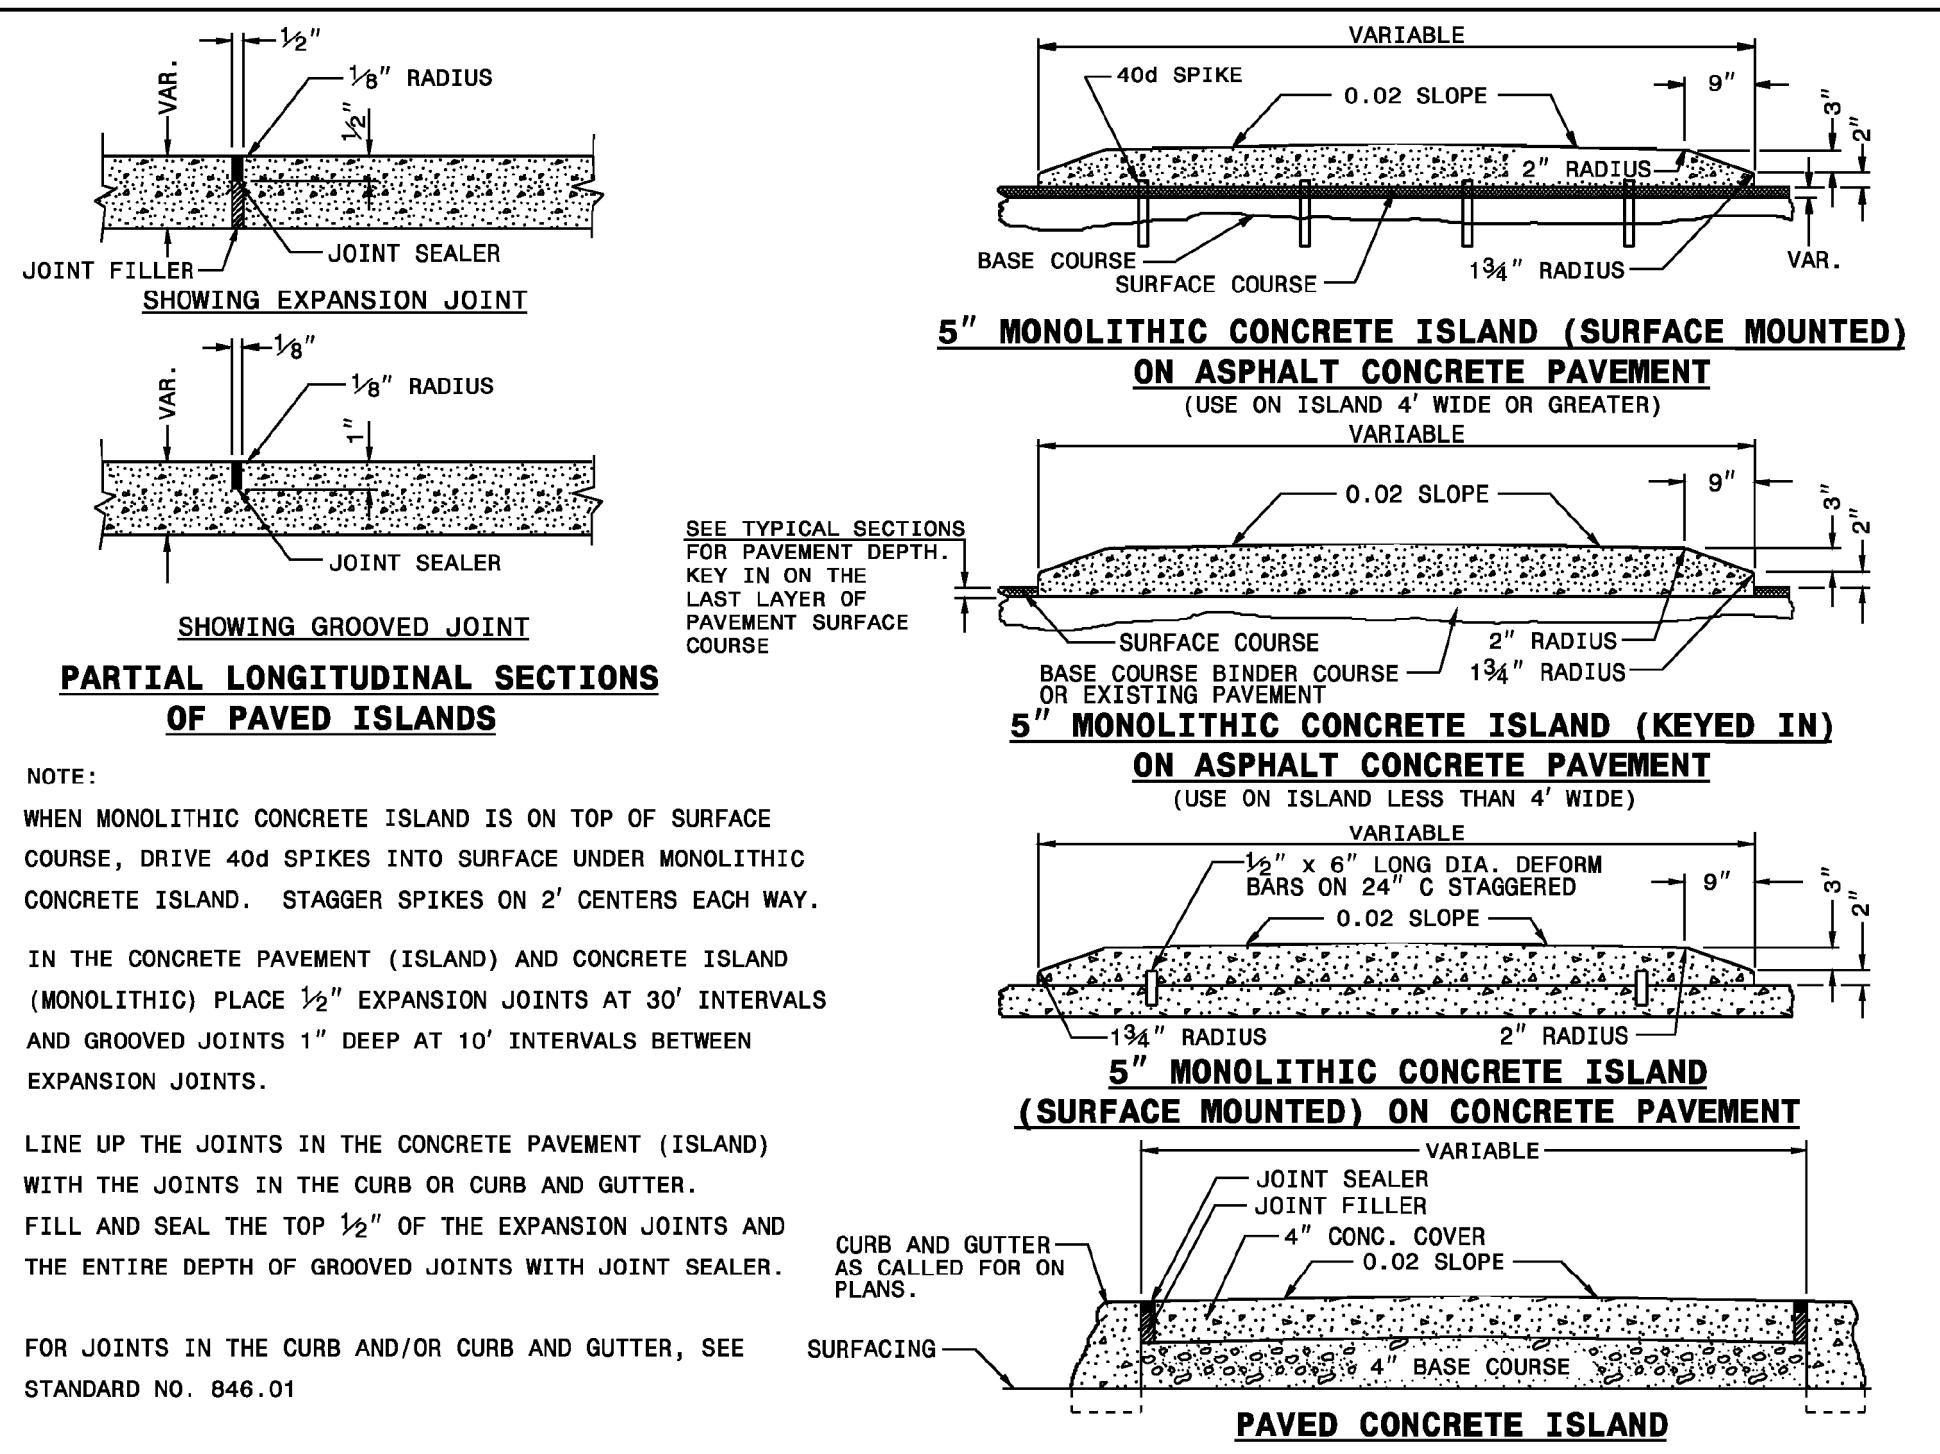 ½"
⅛" RADIUS
VAR.
½"
JOINT SEALER
JOINT FILLER
SHOWING EXPANSION JOINT
⅛"
⅛" RADIUS
VAR.
1"
JOINT SEALER
SHOWING GROOVED JOINT
PARTIAL LONGITUDINAL SECTIONS
OF PAVED ISLANDS
NOTE:
WHEN MONOLITHIC CONCRETE ISLAND IS ON TOP OF SURFACE
COURSE, DRIVE 40d SPIKES INTO SURFACE UNDER MONOLITHIC
CONCRETE ISLAND. STAGGER SPIKES ON 2' CENTERS EACH WAY.
IN THE CONCRETE PAVEMENT (ISLAND) AND CONCRETE ISLAND
(MONOLITHIC) PLACE ½" EXPANSION JOINTS AT 30' INTERVALS
AND GROOVED JOINTS 1" DEEP AT 10' INTERVALS BETWEEN
EXPANSION JOINTS.
LINE UP THE JOINTS IN THE CONCRETE PAVEMENT (ISLAND)
WITH THE JOINTS IN THE CURB OR CURB AND GUTTER.
FILL AND SEAL THE TOP ½" OF THE EXPANSION JOINTS AND
THE ENTIRE DEPTH OF GROOVED JOINTS WITH JOINT SEALER.
FOR JOINTS IN THE CURB AND/OR CURB AND GUTTER, SEE
STANDARD NO. 846.01
VARIABLE
40d SPIKE
0.02 SLOPE
9"
3"
2"
2" RADIUS
BASE COURSE
SURFACE COURSE
1¾" RADIUS
VAR.
5" MONOLITHIC CONCRETE ISLAND (SURFACE MOUNTED)
ON ASPHALT CONCRETE PAVEMENT
(USE ON ISLAND 4' WIDE OR GREATER)
VARIABLE
0.02 SLOPE
9"
3"
2"
SEE TYPICAL SECTIONS
FOR PAVEMENT DEPTH.
KEY IN ON THE
LAST LAYER OF
PAVEMENT SURFACE
COURSE
SURFACE COURSE
2" RADIUS
BASE COURSE BINDER COURSE
OR EXISTING PAVEMENT
1¾" RADIUS
5" MONOLITHIC CONCRETE ISLAND (KEYED IN)
ON ASPHALT CONCRETE PAVEMENT
(USE ON ISLAND LESS THAN 4' WIDE)
VARIABLE
½" x 6" LONG DIA. DEFORM
BARS ON 24" C STAGGERED
0.02 SLOPE
9"
3"
2"
1¾" RADIUS
2" RADIUS
5" MONOLITHIC CONCRETE ISLAND
(SURFACE MOUNTED) ON CONCRETE PAVEMENT
VARIABLE
JOINT SEALER
JOINT FILLER
4" CONC. COVER
0.02 SLOPE
CURB AND GUTTER
AS CALLED FOR ON
PLANS.
SURFACING
4" BASE COURSE
PAVED CONCRETE ISLAND